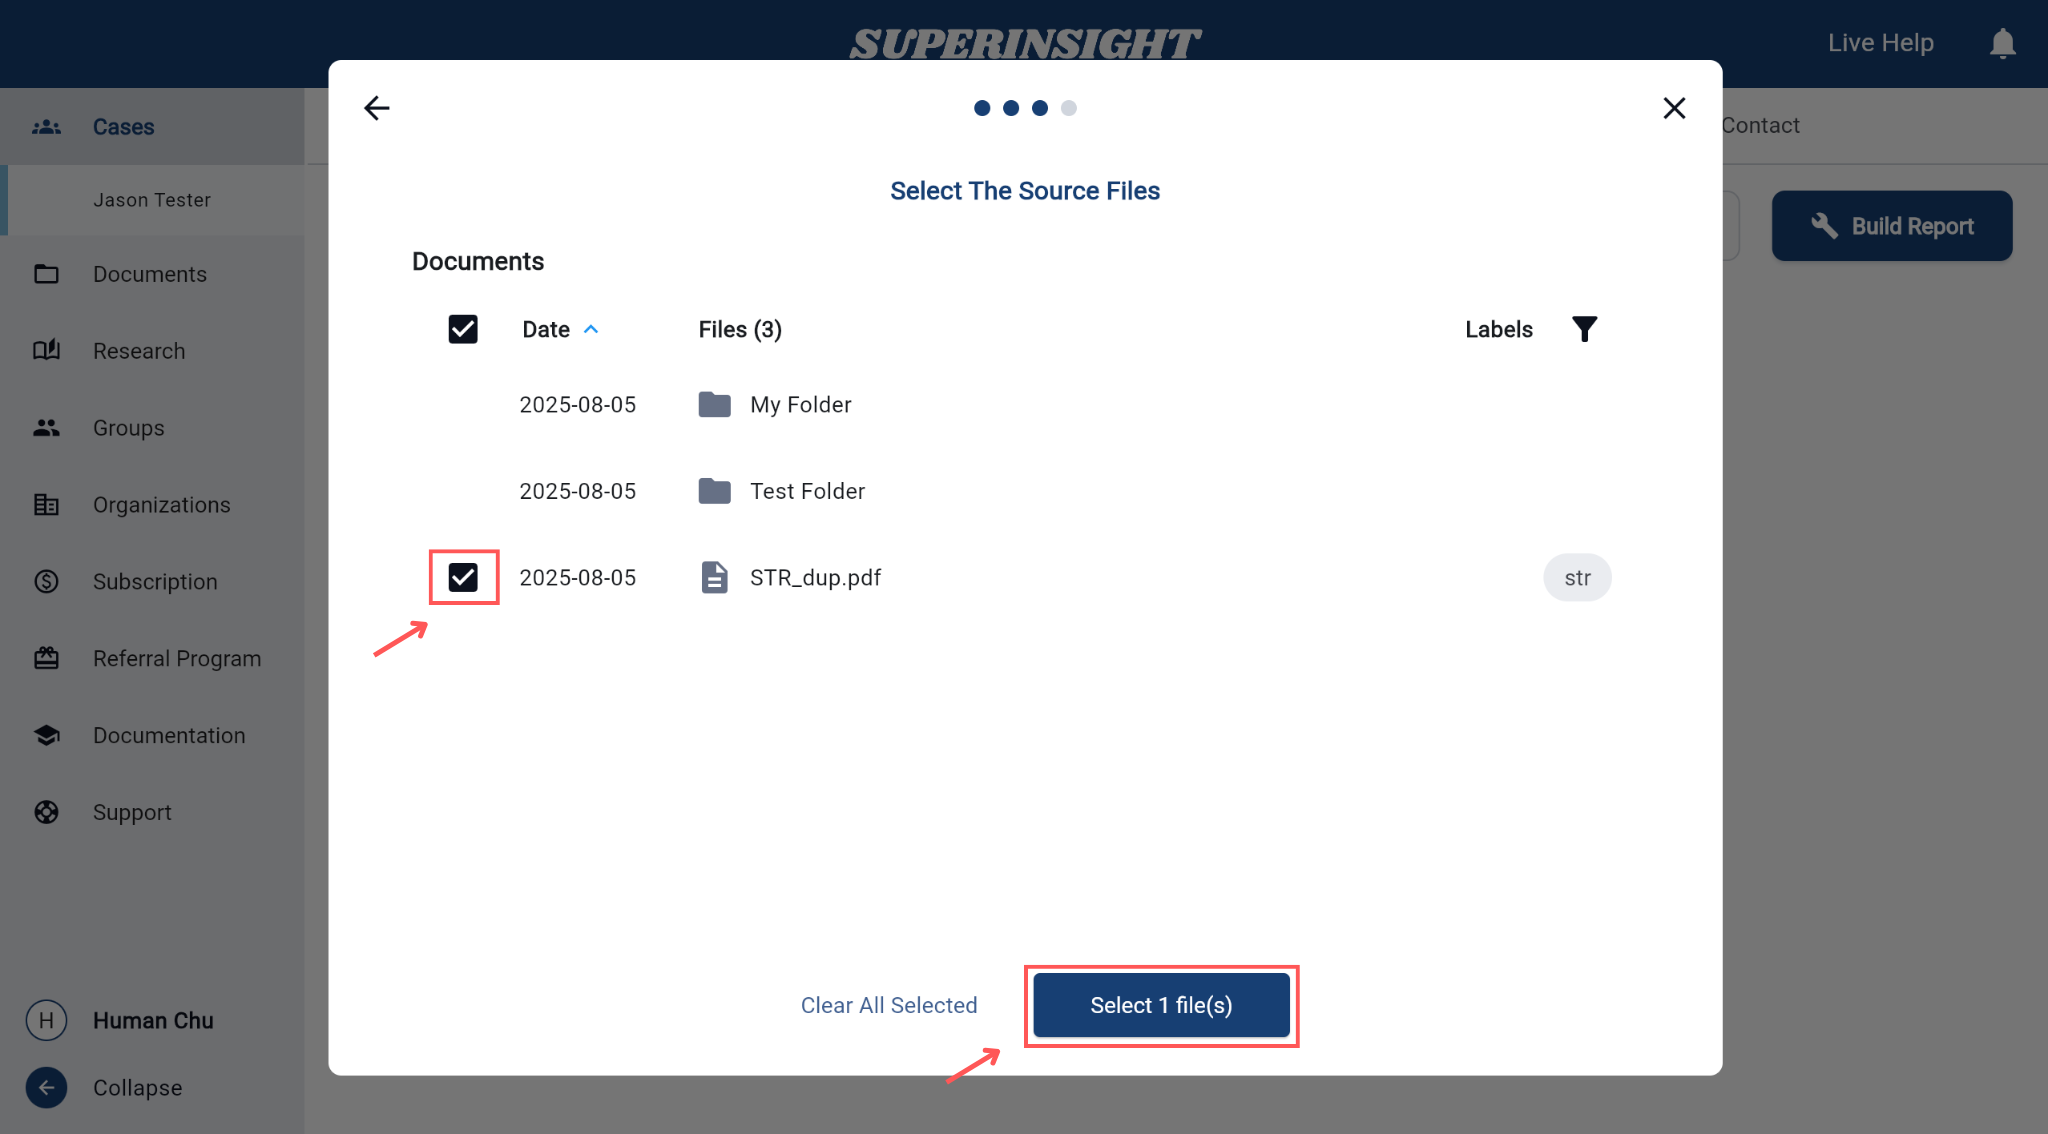 SUPERINSIGHT
Live Help
Cases
Contact
Jason Tester
Select The Source Files
Build Report
Documents
Documents
Date
Files (3)
Labels
Research
2025-08-05
My Folder
Groups
2025-08-05
Test Folder
Organizations
2025-08-05
STR_dup.pdf
str
Subscription
Referral Program
Documentation
Support
Clear All Selected
Select 1 file(s)
H
Human Chu
Collapse